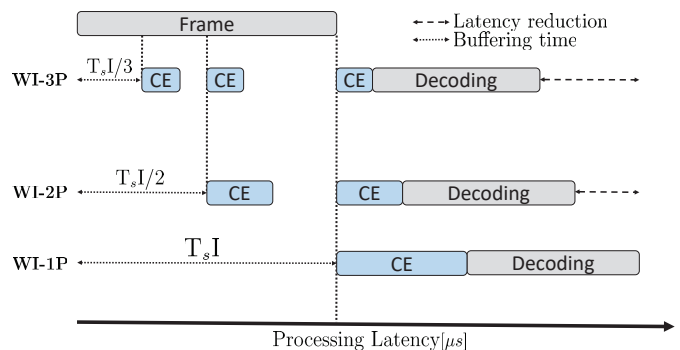 Frame
Latency reduction
Buffering time
WI-3P TₛI/3 CE CE CE Decoding
WI-2P TₛI/2 CE CE Decoding
WI-1P TₛI CE Decoding
Processing Latency[μs]